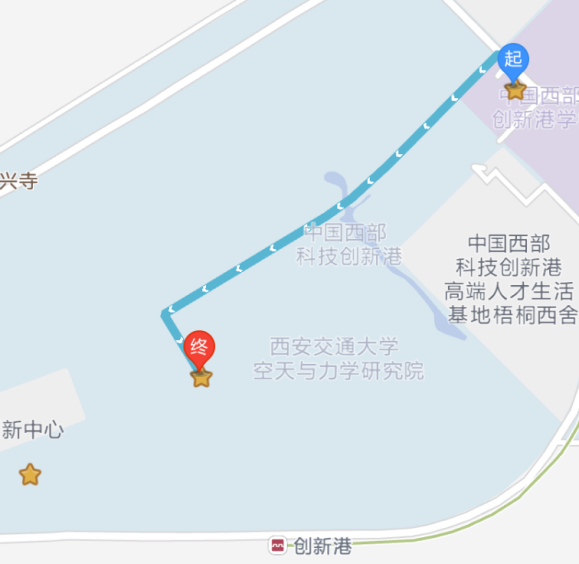 起
中国西部
创新港学
兴寺
中国西部
科技创新港
中国西部
科技创新港
高端人才生活
基地梧桐西舍
终
西安交通大学
空天与力学研究院
新中心
创新港